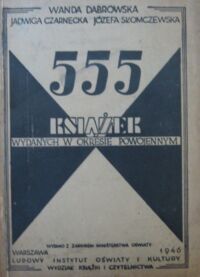 WANDA DĄBROWSKA
JADWIGA CZARNECKA JÓZEFA SŁOMCZEWSKA
555
KSIĄŻEK
WYDANYCH W OKRESIE POWOJENNYM
WYDANO Z ZASIŁKIEM MINISTERSTWA OŚWIATY
WARSZAWA 1946
LUDOWY INSTYTUT OŚWIATY I KULTURY
WYDZIAŁ KSIĄŻKI I CZYTELNICTWA